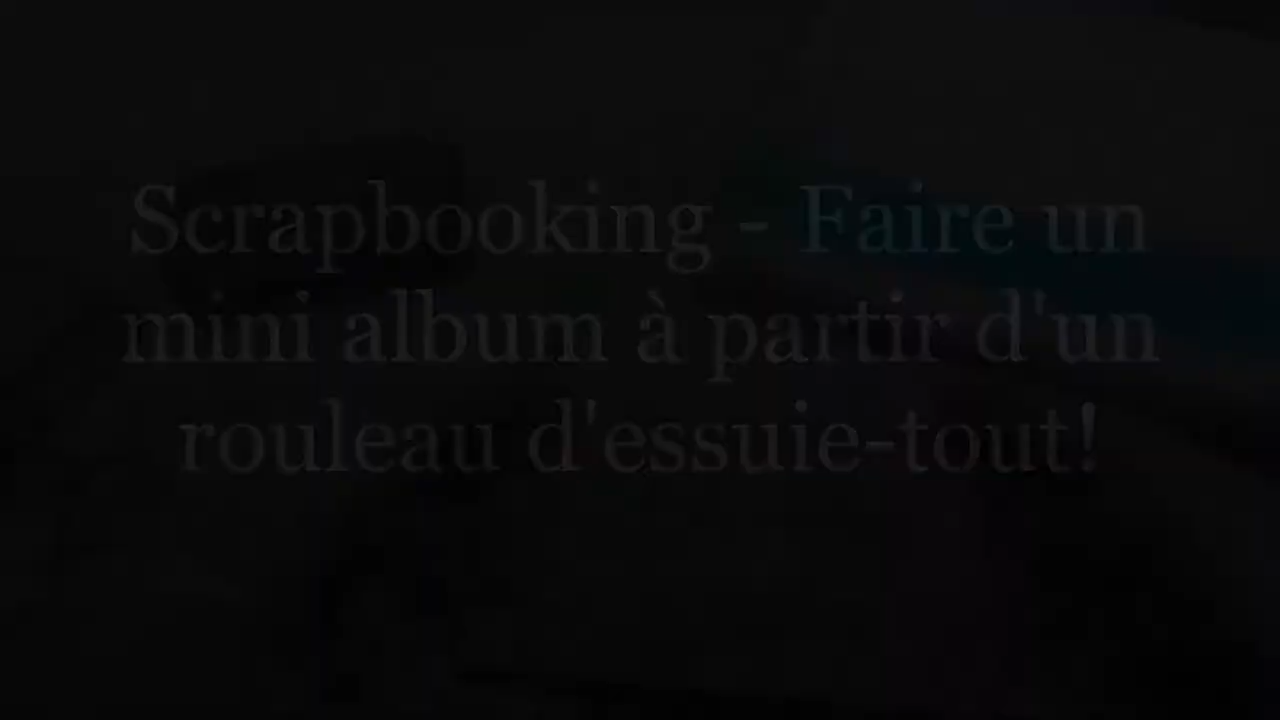 Scrapbooking - Faire un
mini album à partir d'un
rouleau d'essuie-tout!